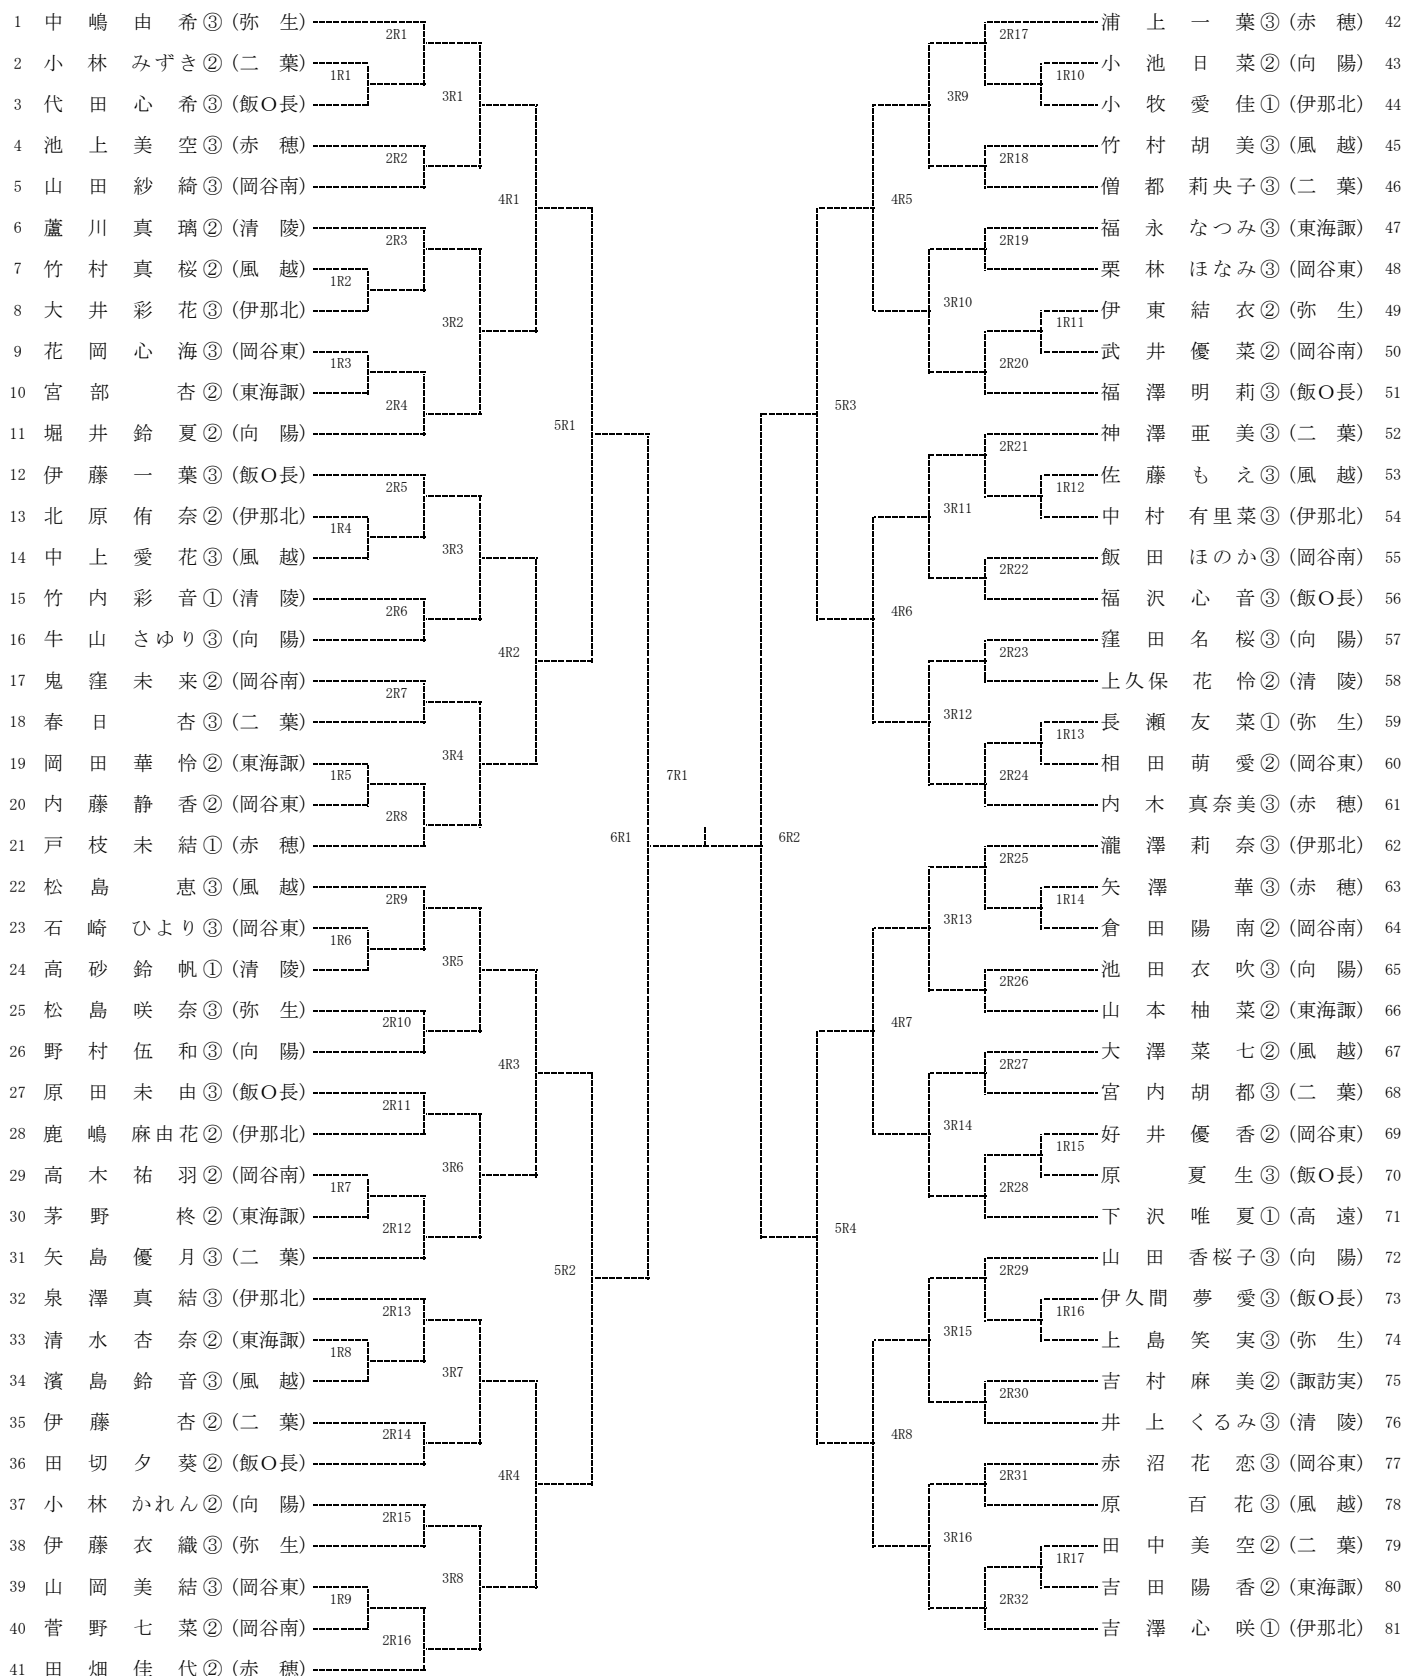 1 中嶋由希③(弥生)
2 小林みずき②(二葉)
3 代田心希③(飯O長)
4 池上美空③(赤穂)
5 山田紗綺③(岡谷南)
6 蘆川真璃②(清陵)
7 竹村真桜②(風越)
8 大井彩花③(伊那北)
9 花岡心海③(岡谷東)
10 宮部杏②(東海諏)
11 堀井鈴夏②(向陽)
12 伊藤一葉③(飯O長)
13 北原侑奈②(伊那北)
14 中上愛花③(風越)
15 竹内彩音①(清陵)
16 牛山さゆり③(向陽)
17 鬼窪未来②(岡谷南)
18 春日杏③(二葉)
19 岡田華怜②(東海諏)
20 内藤静香②(岡谷東)
21 戸枝未結①(赤穂)
22 松島恵③(風越)
23 石崎ひより③(岡谷東)
24 高砂鈴帆①(清陵)
25 松島咲奈③(弥生)
26 野村伍和③(向陽)
27 原田未由③(飯O長)
28 鹿嶋麻由花②(伊那北)
29 高木祐羽②(岡谷南)
30 茅野柊②(東海諏)
31 矢島優月③(二葉)
32 泉澤真結③(伊那北)
33 清水杏奈②(東海諏)
34 濱島鈴音③(風越)
35 伊藤杏②(二葉)
36 田切夕葵②(飯O長)
37 小林かれん②(向陽)
38 伊藤衣織③(弥生)
39 山岡美結③(岡谷東)
40 菅野七菜②(岡谷南)
41 田畑佳代②(赤穂)
1R1
1R2
1R3
1R4
1R5
1R6
1R7
1R8
1R9
2R1
2R2
2R3
2R4
2R5
2R6
2R7
2R8
2R9
2R10
2R11
2R12
2R13
2R14
2R15
2R16
3R1
3R2
3R3
3R4
3R5
3R6
3R7
3R8
4R1
4R2
4R3
4R4
5R1
5R2
6R1
7R1
6R2
5R3
5R4
4R5
4R6
4R7
4R8
3R9
3R10
3R11
3R12
3R13
3R14
3R15
3R16
2R17
2R18
2R19
2R20
2R21
2R22
2R23
2R24
2R25
2R26
2R27
2R28
2R29
2R30
2R31
2R32
1R10
1R11
1R12
1R13
1R14
1R15
1R16
1R17
浦上一葉③(赤穂) 42
小池日菜②(向陽) 43
小牧愛佳①(伊那北) 44
竹村胡美③(風越) 45
僧都莉央子③(二葉) 46
福永なつみ③(東海諏) 47
栗林ほなみ③(岡谷東) 48
伊東結衣②(弥生) 49
武井優菜②(岡谷南) 50
福澤明莉③(飯O長) 51
神澤亜美③(二葉) 52
佐藤もえ③(風越) 53
中村有里菜③(伊那北) 54
飯田ほのか③(岡谷南) 55
福沢心音③(飯O長) 56
窪田名桜③(向陽) 57
上久保花怜②(清陵) 58
長瀬友菜①(弥生) 59
相田萌愛②(岡谷東) 60
内木真奈美③(赤穂) 61
瀧澤莉奈③(伊那北) 62
矢澤華③(赤穂) 63
倉田陽南②(岡谷南) 64
池田衣吹③(向陽) 65
山本柚菜②(東海諏) 66
大澤菜七②(風越) 67
宮内胡都③(二葉) 68
好井優香②(岡谷東) 69
原夏生③(飯O長) 70
下沢唯夏①(高遠) 71
山田香桜子③(向陽) 72
伊久間夢愛③(飯O長) 73
上島笑実③(弥生) 74
吉村麻美②(諏訪実) 75
井上くるみ③(清陵) 76
赤沼花恋③(岡谷東) 77
原百花③(風越) 78
田中美空②(二葉) 79
吉田陽香②(東海諏) 80
吉澤心咲①(伊那北) 81